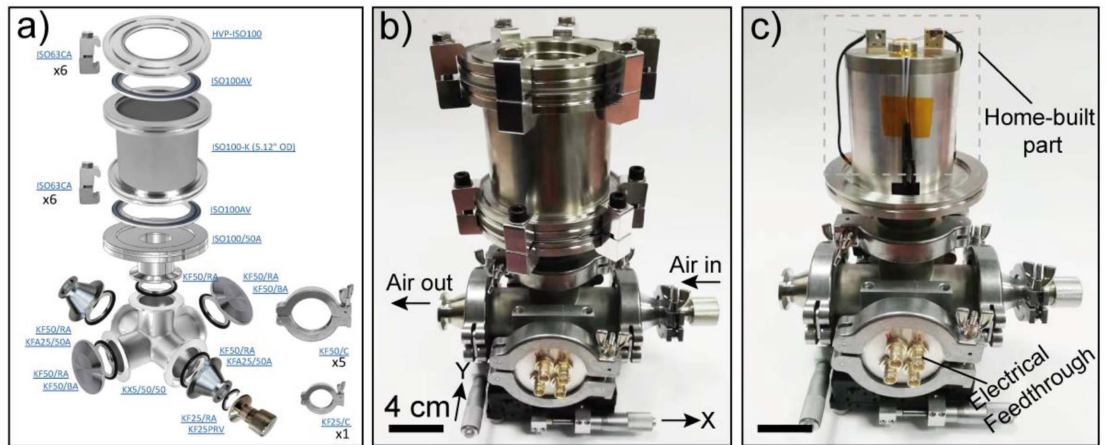 a)
HVP-ISO100
ISO63CA
x6
ISO100AV
ISO100-K (5.12" OD)
ISO63CA
x6
ISO100AV
ISO100/50A
KF50/RA
KF50/RA
KF50/BA
KF50/RA
KFA25/50A
KF50/RA
KFA25/50A
KF50/C
x5
KF50/RA
KF50/BA
KX5/50/50
KF25/RA
KF25PRV
KF25/C
x1
b)
Air out
Air in
Y
4 cm
X
c)
Home-built
part
Electrical
Feedthrough